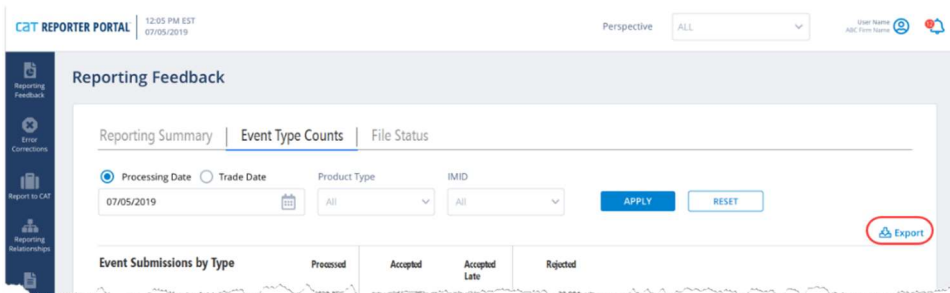 CAT REPORTER PORTAL
12:05 PM EST
07/05/2019
Perspective
ALL
User Name
ABC Firm Name
12
Reporting
Feedback
Error
Corrections
Report to CAT
Reporting
Relationships
Reporting Feedback
Reporting Summary | Event Type Counts | File Status
Processing Date Trade Date Product Type IMID
07/05/2019 All All APPLY RESET
Export
Event Submissions by Type Processed Accepted Accepted Rejected
Late